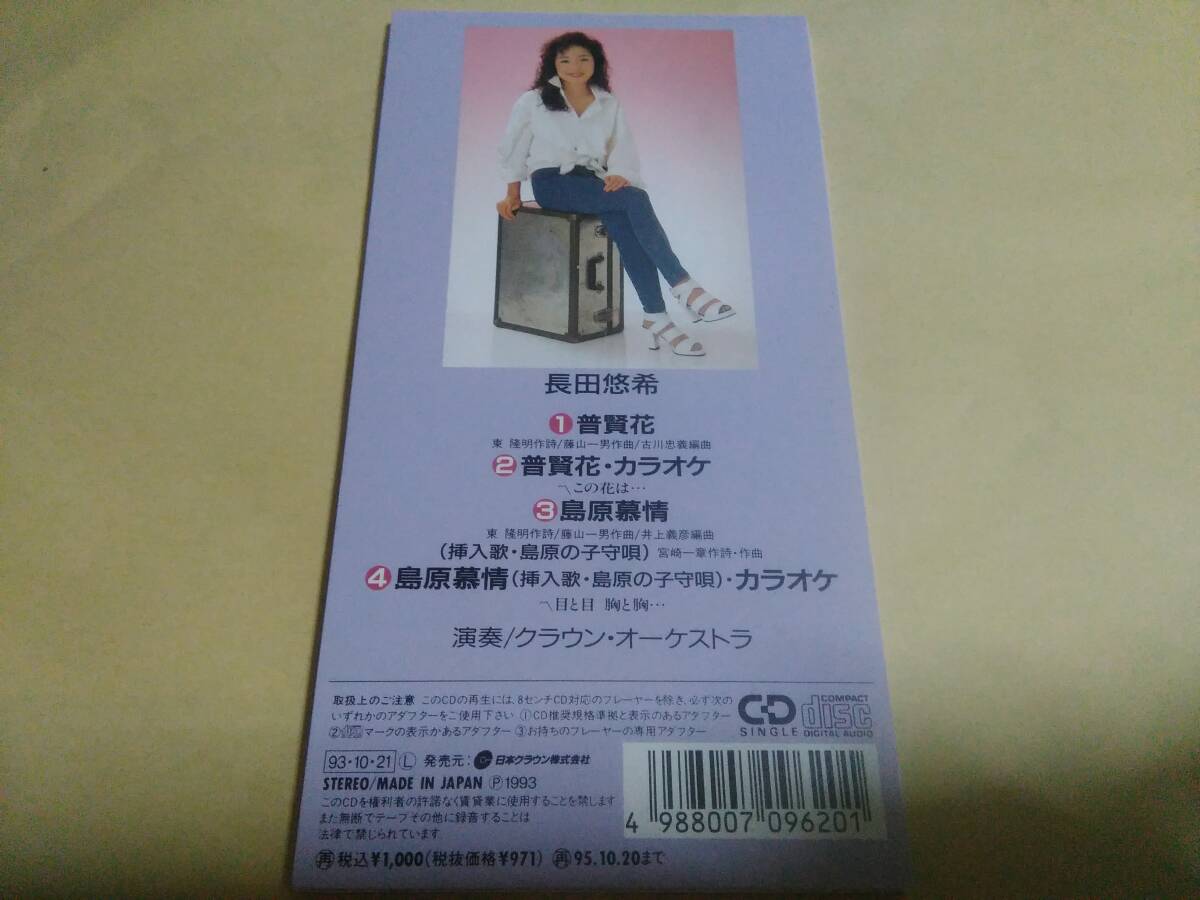 長田悠希
❶普賢花
東 隆明作詩/藤山一男作曲/古川忠義編曲
❷普賢花・カラオケ
〽この花は…
❸島原慕情
東 隆明作詩/藤山一男作曲/井上義彦編曲
(挿入歌・島原の子守唄) 宮崎一章作詩・作曲
❹島原慕情(挿入歌・島原の子守唄)・カラオケ
〽目と目 胸と胸…
演奏/クラウン・オーケストラ
取扱上のご注意 このCDの再生には、8センチCD対応のプレーヤーを除き、必ず次の
いずれかのアダプターをご使用下さい ①CD推奨規格準拠と表示のあるアダプター
②マークの表示があるアダプター ③お持ちのプレーヤーの専用アダプター
CD SINGLE
COMPACT disc DIGITAL AUDIO
93・10・21 Ⓛ 発売元: 日本クラウン株式会社
STEREO/MADE IN JAPAN Ⓟ1993
このCDを権利者の許諾なく賃貸業に使用することを禁じます
また無断でテープその他に録音することは
法律で禁じられています
再税込¥1,000(税抜価格¥971) 再95.10.20まで
4 988007 096201